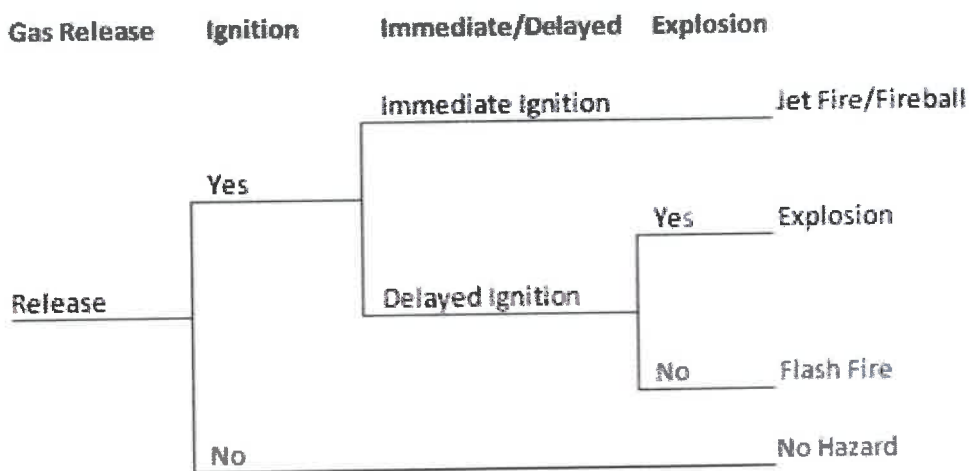 Gas Release Ignition Immediate/Delayed Explosion
Immediate Ignition Jet Fire/Fireball
Yes
Yes Explosion
Release Delayed Ignition
No Flash Fire
No No Hazard